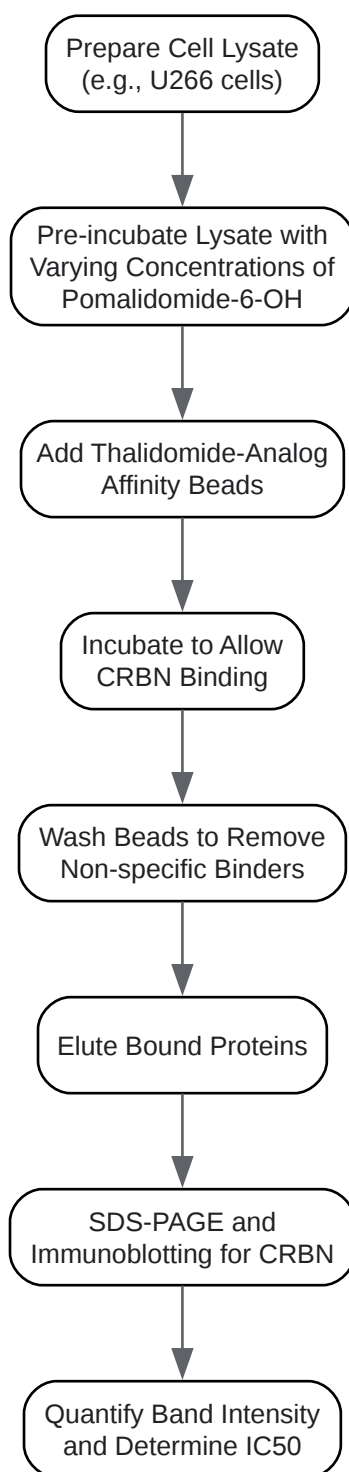 Prepare Cell Lysate
(e.g., U266 cells)
Pre-incubate Lysate with
Varying Concentrations of
Pomalidomide-6-OH
Add Thalidomide-Analog
Affinity Beads
Incubate to Allow
CRBN Binding
Wash Beads to Remove
Non-specific Binders
Elute Bound Proteins
SDS-PAGE and
Immunoblotting for CRBN
Quantify Band Intensity
and Determine IC50